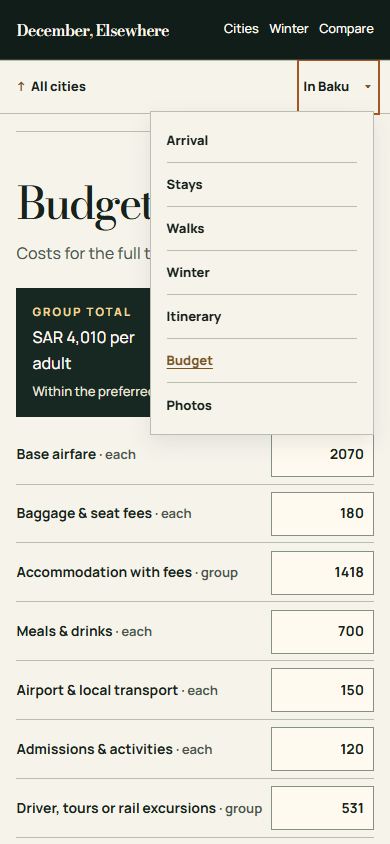 December, Elsewhere
Cities Winter Compare
↑ All cities
In Baku
Arrival
Stays
Walks
Winter
Itinerary
Budget
Photos
Budget
Costs for the full t
GROUP TOTAL
SAR 4,010 per
adult
Within the preferre
Base airfare · each 2070
Baggage & seat fees · each 180
Accommodation with fees · group 1418
Meals & drinks · each 700
Airport & local transport · each 150
Admissions & activities · each 120
Driver, tours or rail excursions · group 531